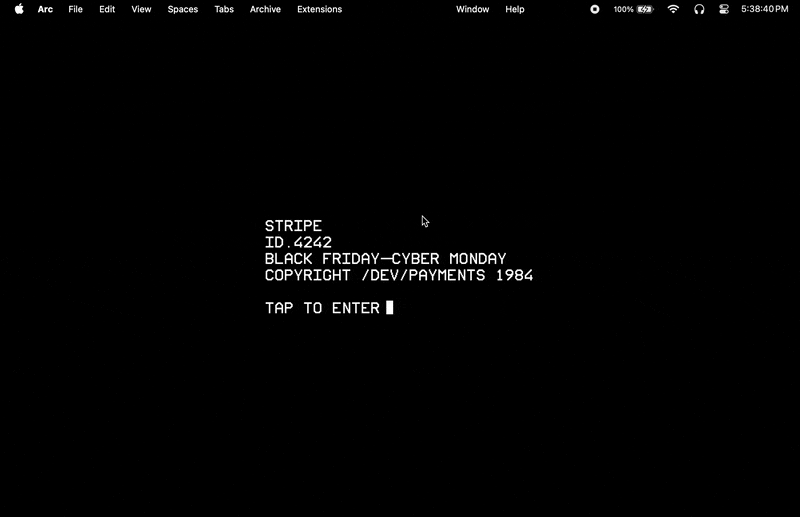 Arc File Edit View Spaces Tabs Archive Extensions Window Help 100% 5:38:40 PM
STRIPE
ID.4242
BLACK FRIDAY—CYBER MONDAY
COPYRIGHT /DEV/PAYMENTS 1984
TAP TO ENTER